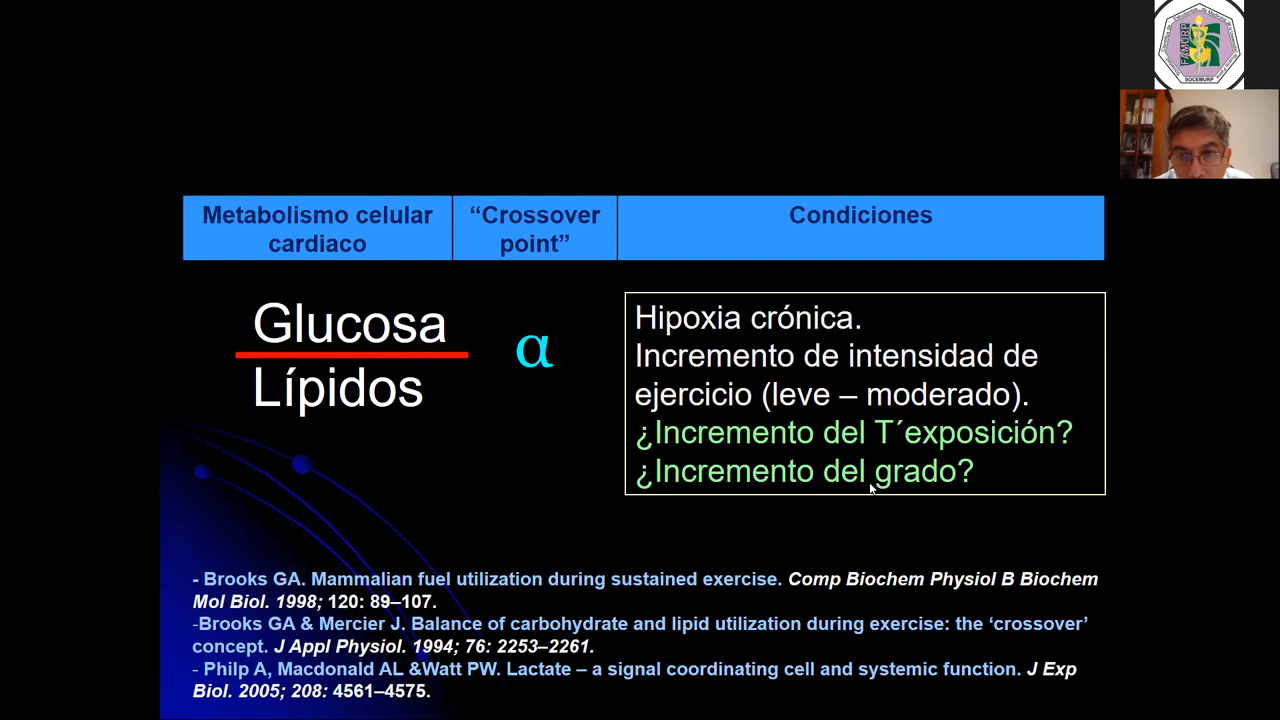 FAMURP
SOCEMURP
Metabolismo celular
cardiaco
“Crossover
point”
Condiciones
Glucosa
Lípidos
α
Hipoxia crónica.
Incremento de intensidad de
ejercicio (leve – moderado).
¿Incremento del T´exposición?
¿Incremento del grado?
- Brooks GA. Mammalian fuel utilization during sustained exercise. Comp Biochem Physiol B Biochem
Mol Biol. 1998; 120: 89–107.
-Brooks GA & Mercier J. Balance of carbohydrate and lipid utilization during exercise: the ‘crossover’
concept. J Appl Physiol. 1994; 76: 2253–2261.
- Philp A, Macdonald AL &Watt PW. Lactate – a signal coordinating cell and systemic function. J Exp
Biol. 2005; 208: 4561–4575.